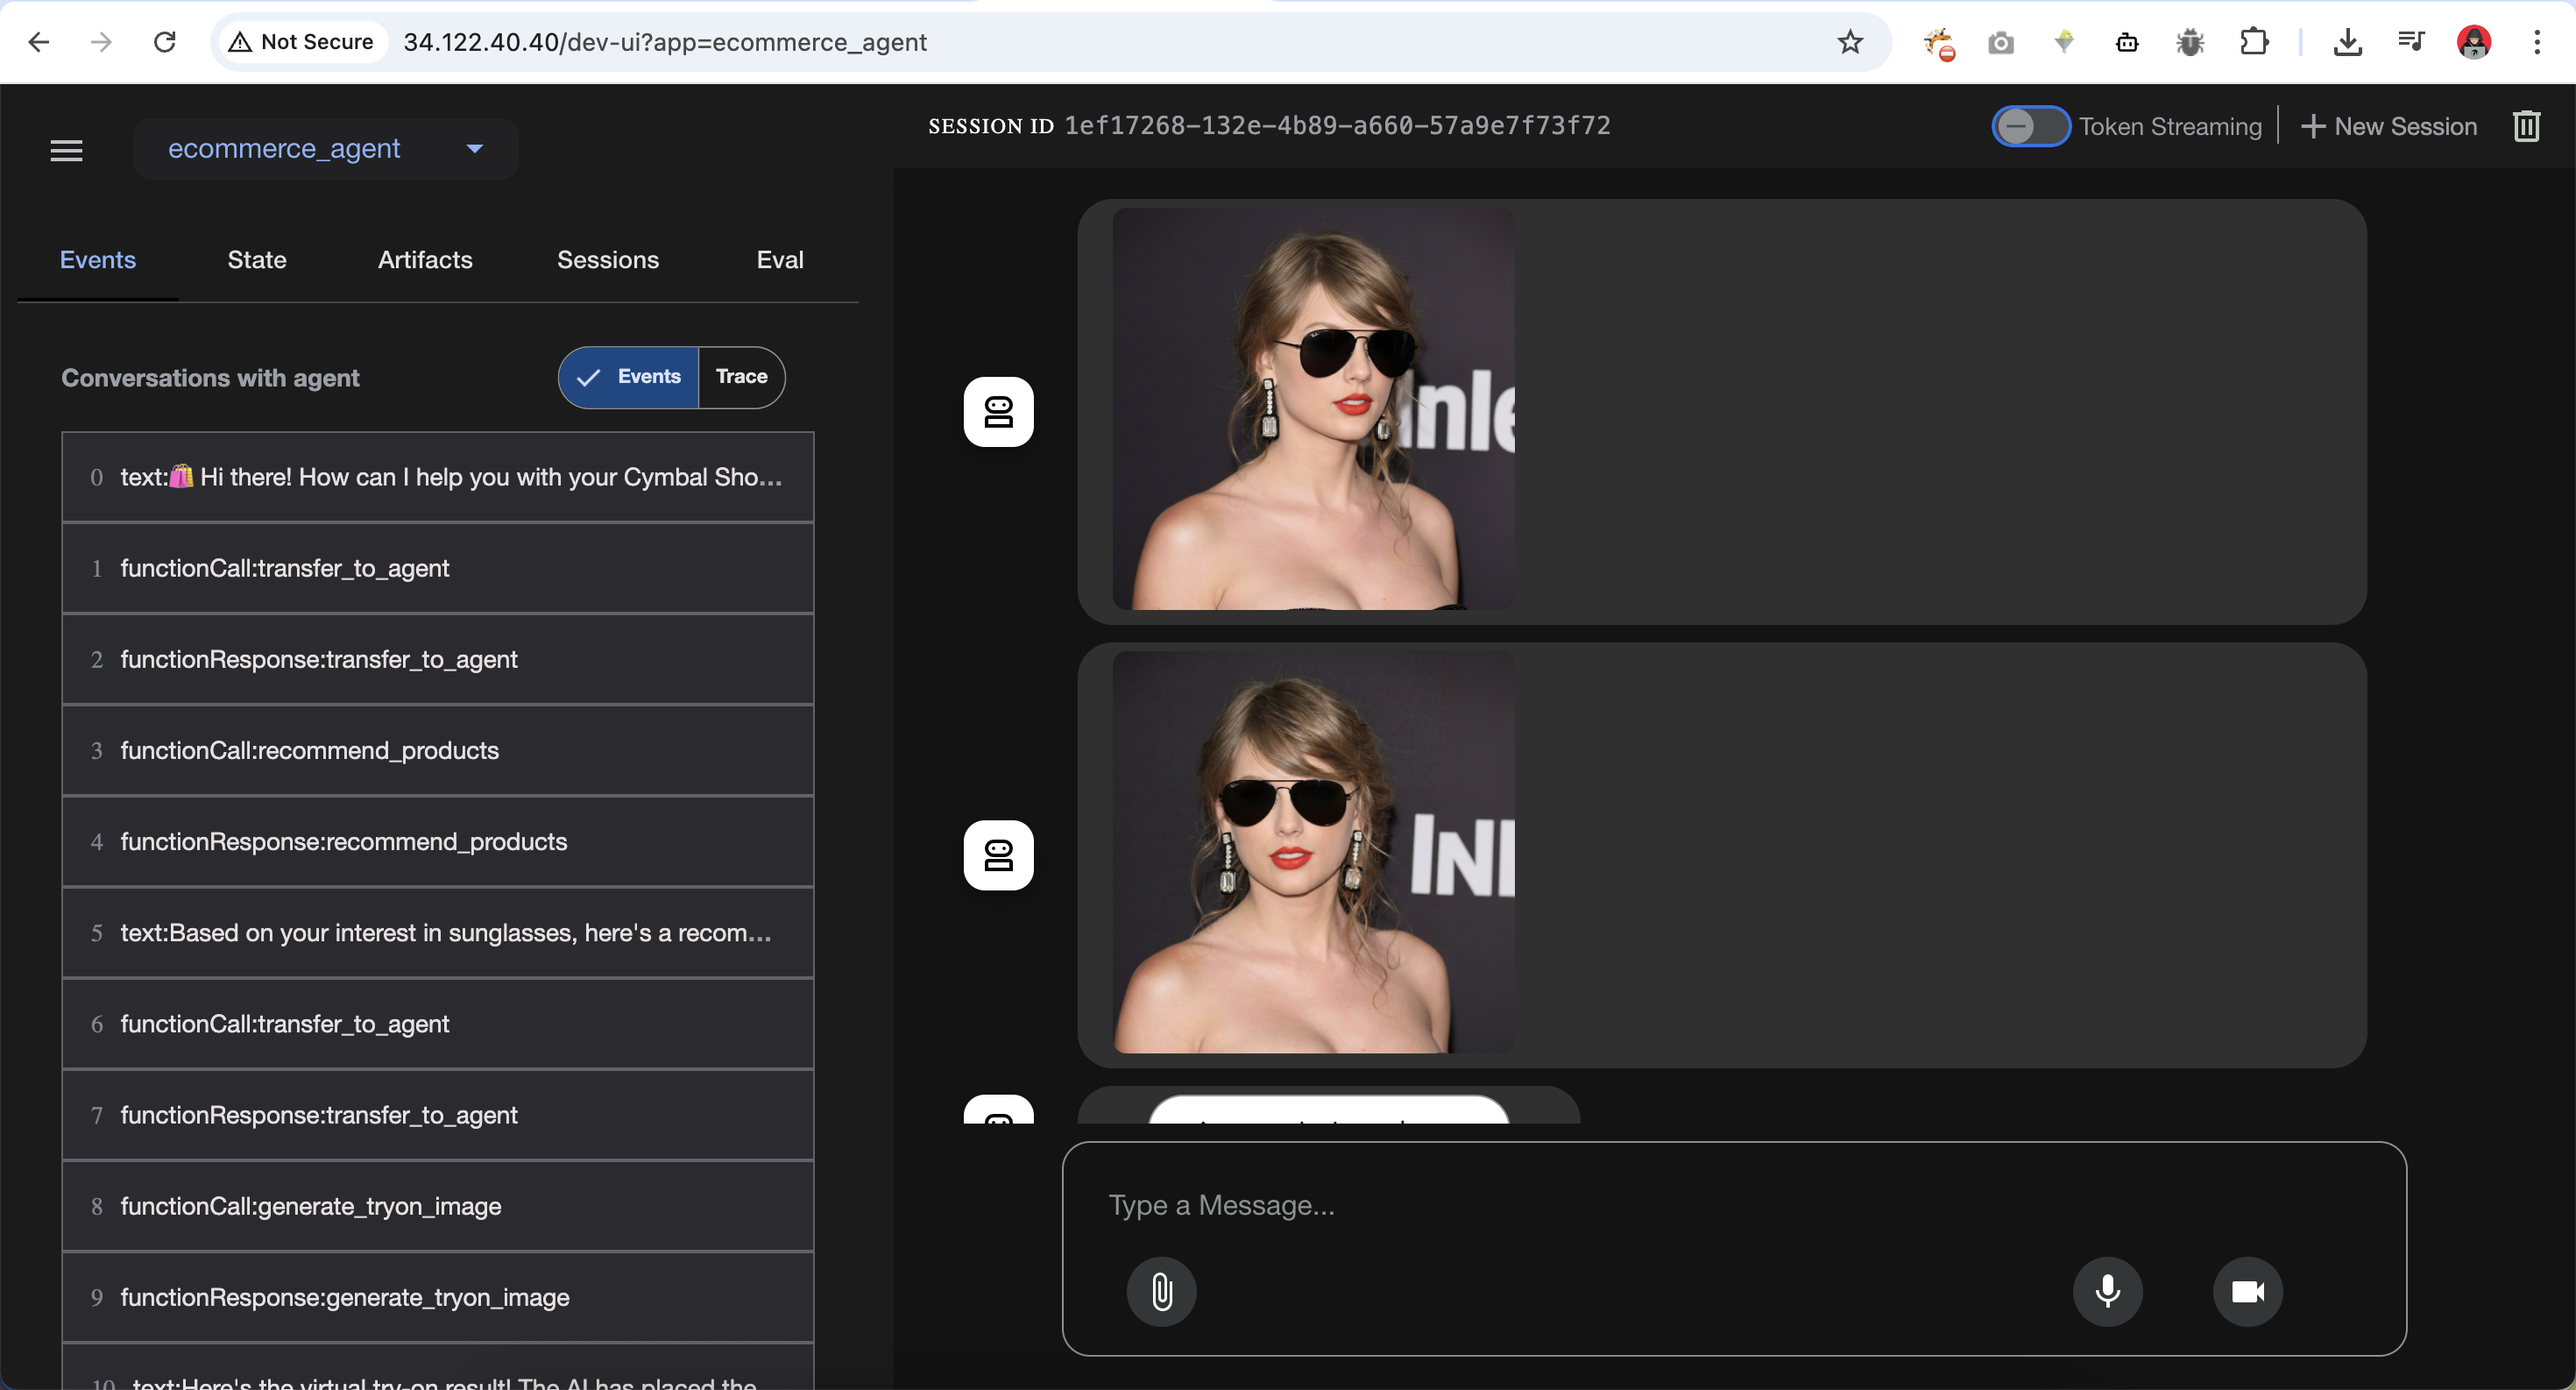 Not Secure
34.122.40.40/dev-ui?app=ecommerce_agent
ecommerce_agent
SESSION ID 1ef17268-132e-4b89-a660-57a9e7f73f72
Token Streaming
New Session
Events
State
Artifacts
Sessions
Eval
Conversations with agent
Events
Trace
0 text:🛍️ Hi there! How can I help you with your Cymbal Sho...
1 functionCall:transfer_to_agent
2 functionResponse:transfer_to_agent
3 functionCall:recommend_products
4 functionResponse:recommend_products
5 text:Based on your interest in sunglasses, here's a recom...
6 functionCall:transfer_to_agent
7 functionResponse:transfer_to_agent
8 functionCall:generate_tryon_image
9 functionResponse:generate_tryon_image
10 text:Here's the virtual try-on result! The AI has placed the
Type a Message...